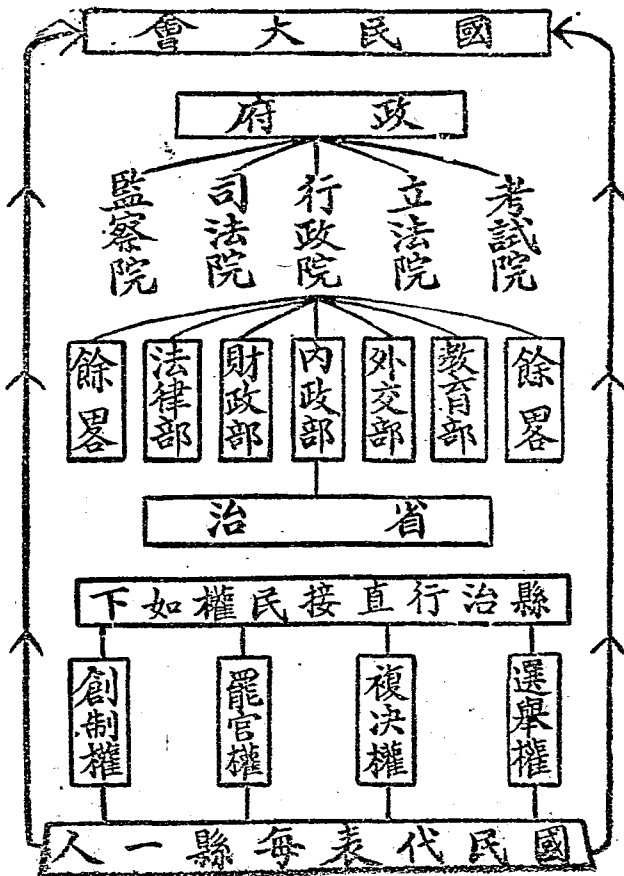 國民大會
政府
考試院
立法院
行政院
司法院
監察院
餘畧
教育部
外交部
內政部
財政部
法律部
餘畧
省治
縣治行直接民權如下
選舉權
複决權
罷官權
創制權
國民代表每縣一人